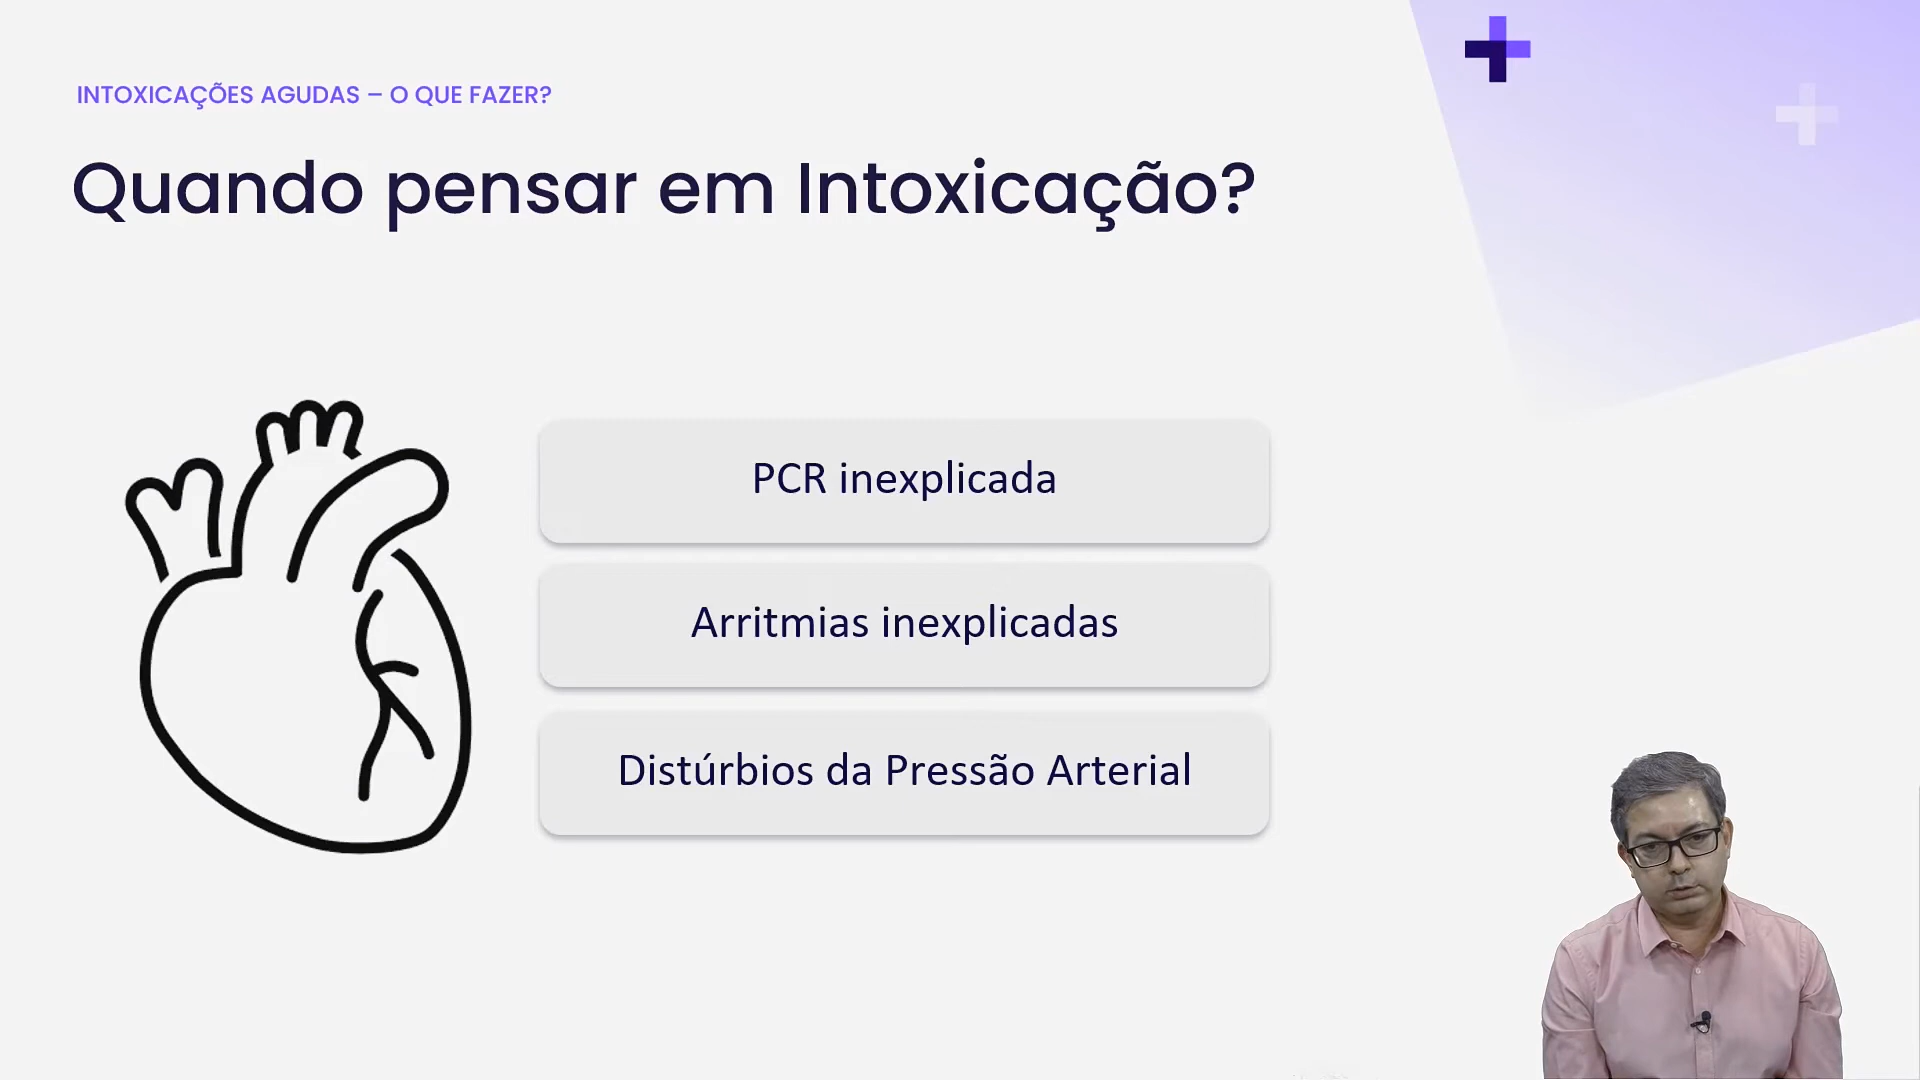 INTOXICAÇÕES AGUDAS – O QUE FAZER?
Quando pensar em Intoxicação?
PCR inexplicada
Arritmias inexplicadas
Distúrbios da Pressão Arterial